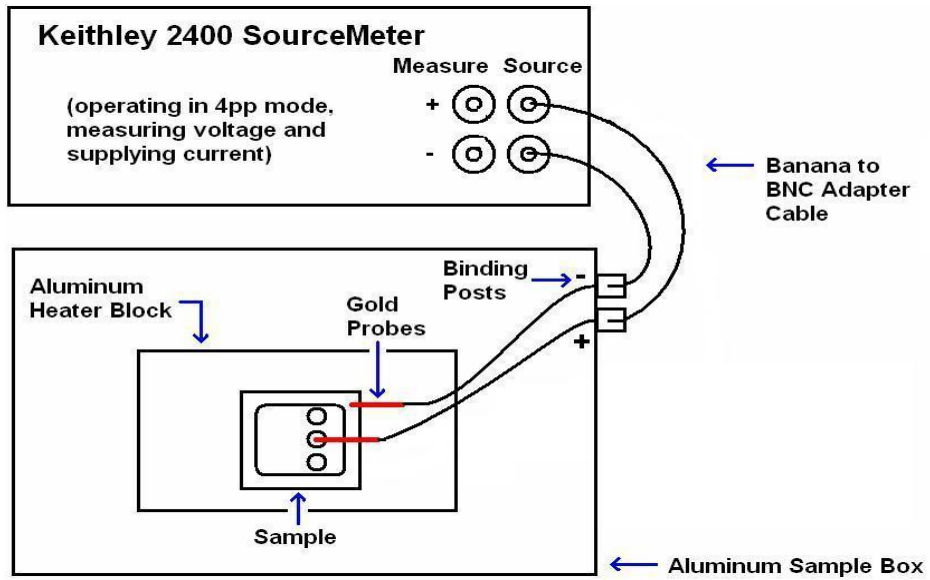 Keithley 2400 SourceMeter
Measure Source
(operating in 4pp mode,
measuring voltage and
supplying current)
+
-
Banana to
BNC Adapter
Cable
Binding
Posts
-
+
Aluminum
Heater Block
Gold
Probes
Sample
Aluminum Sample Box